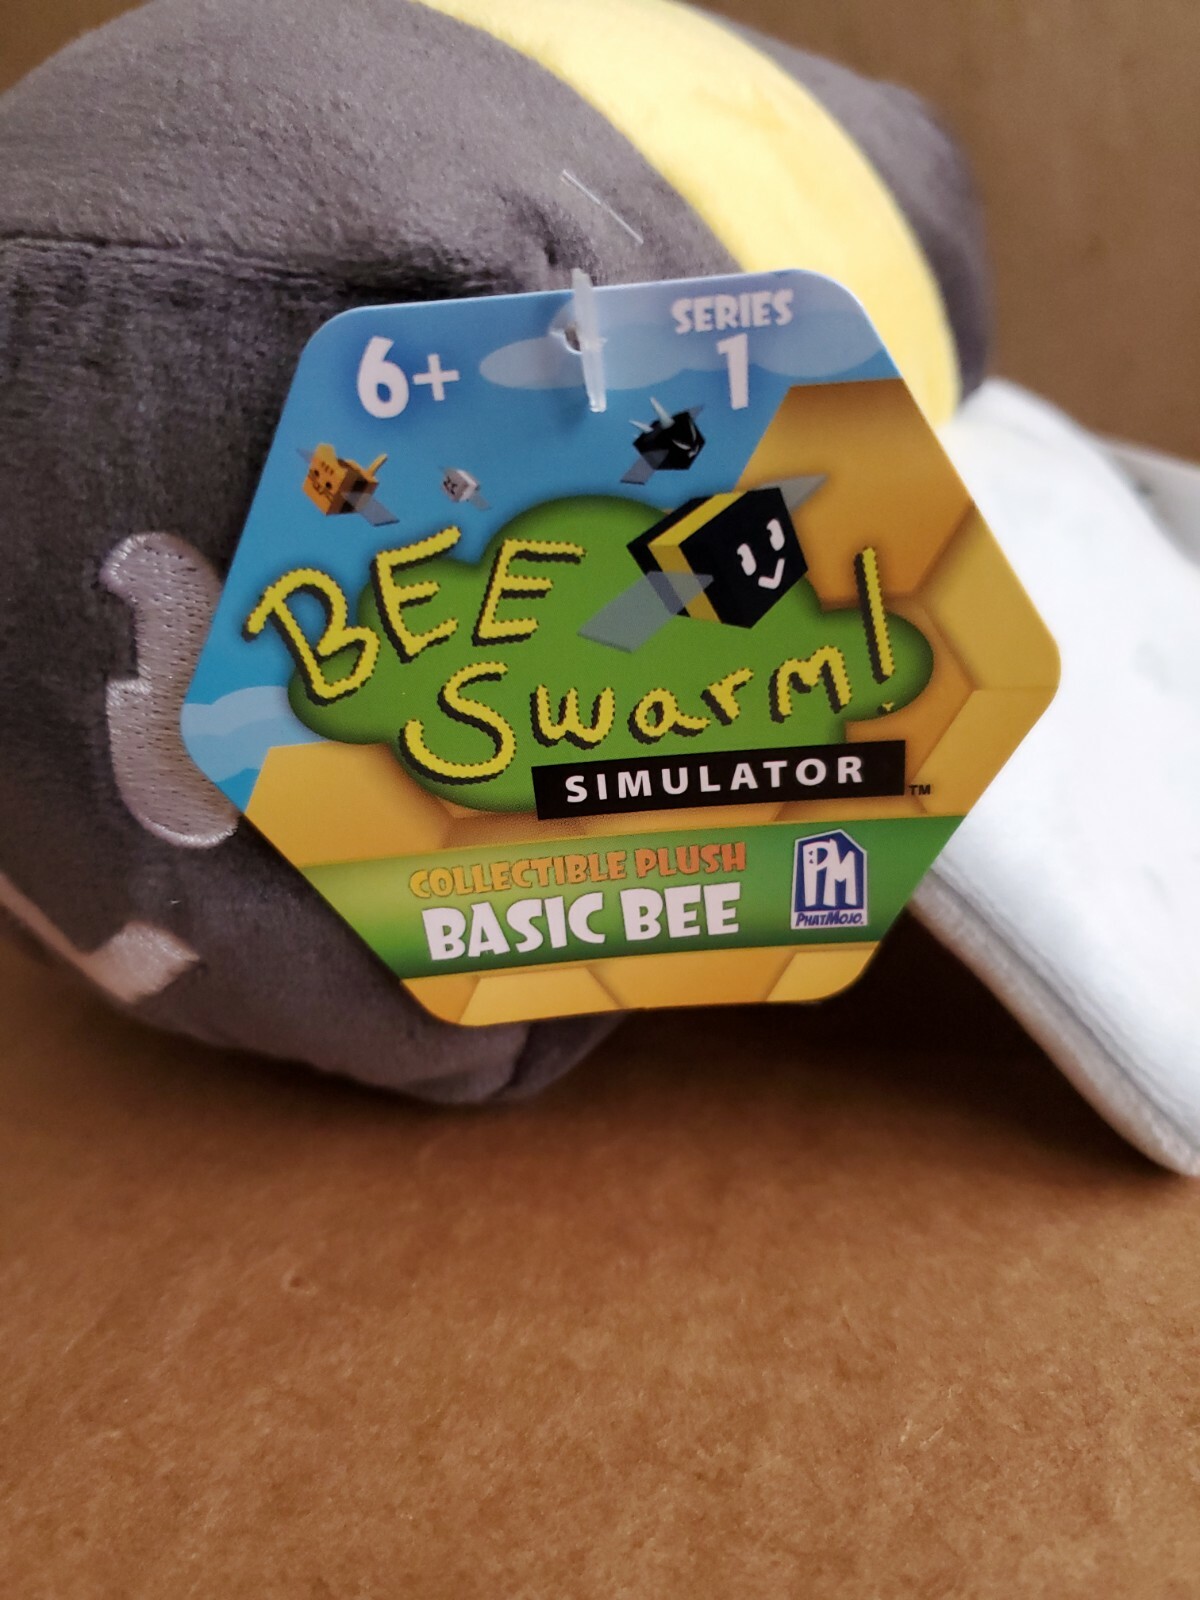 6+
SERIES
1
BEE
Swarm!
SIMULATOR
TM
COLLECTIBLE PLUSH
BASIC BEE
PM
PHATMOJO.